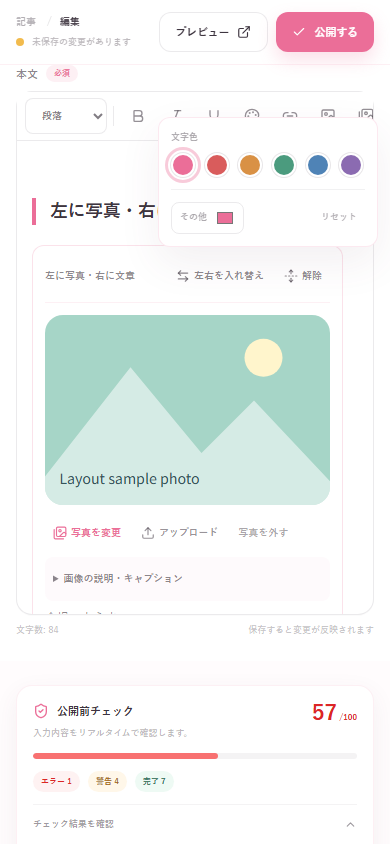 記事 / 編集
未保存の変更があります
プレビュー
公開する
本文 必須
段落
B I U
文字色
その他
リセット
左に写真・右
左に写真・右に文章
左右を入れ替え
解除
Layout sample photo
写真を変更
アップロード
写真を外す
画像の説明・キャプション
文字数: 84
保存すると変更が反映されます
公開前チェック
57 /100
入力内容をリアルタイムで確認します。
エラー 1
警告 4
完了 7
チェック結果を確認